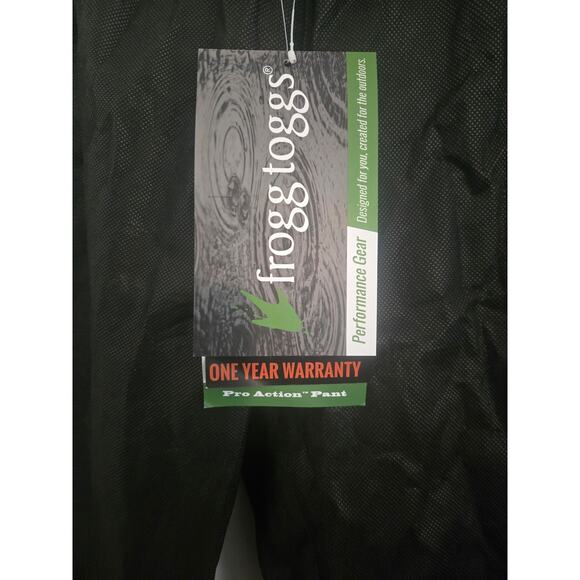 frogg toggs®
Performance Gear Designed for you, created for the outdoors.
ONE YEAR WARRANTY
Pro Action™ Pant